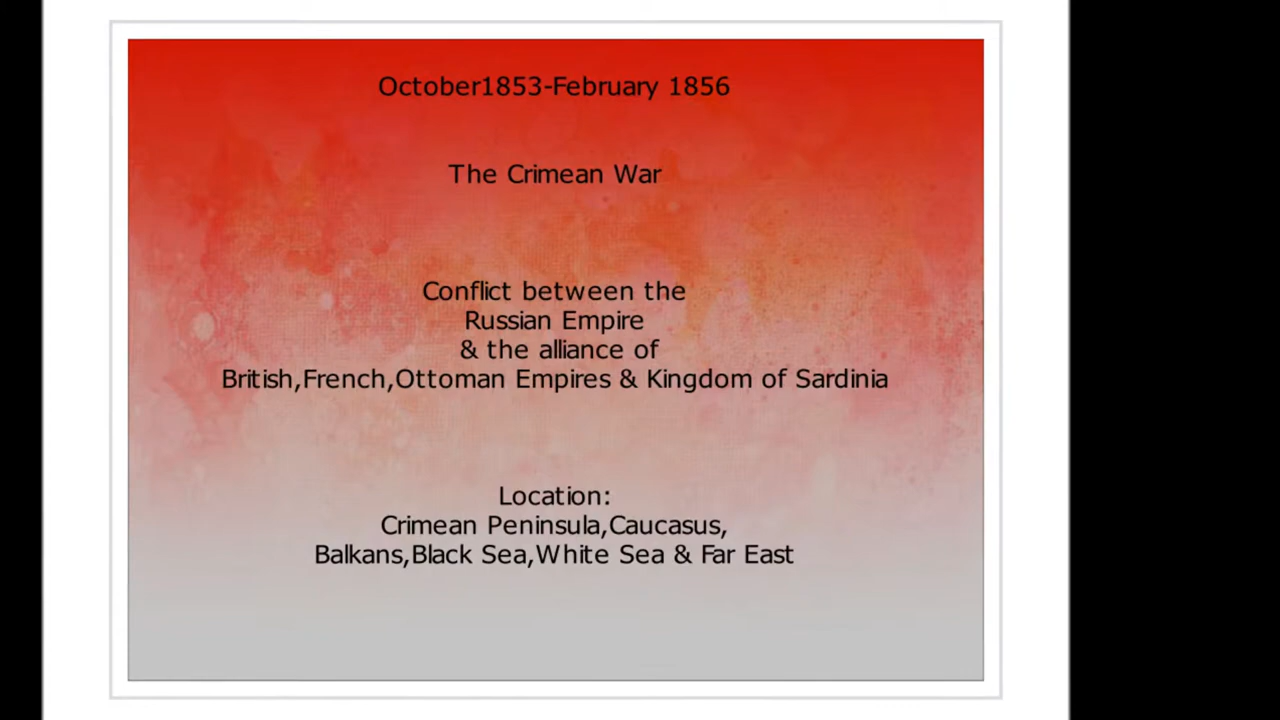 October1853-February 1856
The Crimean War
Conflict between the
Russian Empire
& the alliance of
British,French,Ottoman Empires & Kingdom of Sardinia
Location:
Crimean Peninsula,Caucasus,
Balkans,Black Sea,White Sea & Far East